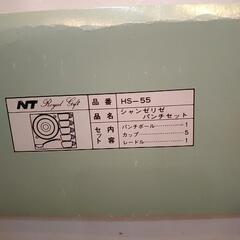 NT Royal Gift
品番 HS-55
品名 シャンゼリゼ
パンチセット
セット内容
パンチボール 1
カップ 5
レードル 1